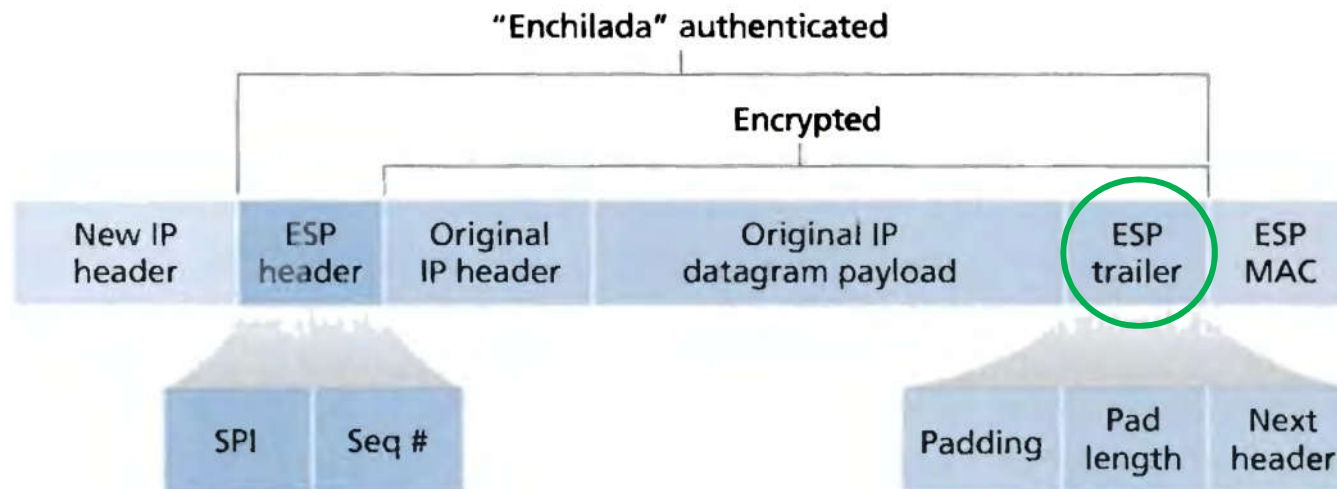 "Enchilada" authenticated
Encrypted
New IP
header
ESP
header
Original
IP header
Original IP
datagram payload
ESP
trailer
ESP
MAC
SPI
Seq #
Padding
Pad
length
Next
header